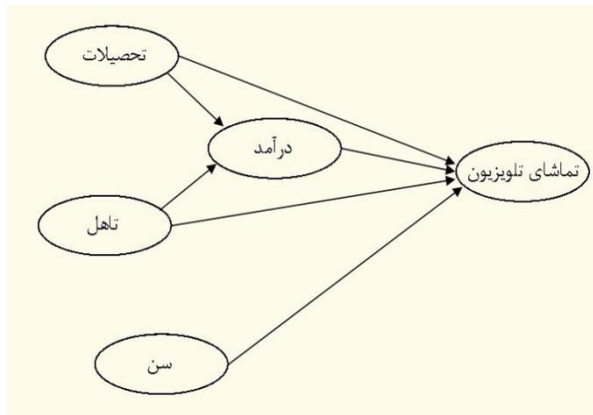 تحصیلات
درآمد
تماشای تلویزیون
تاهل
سن